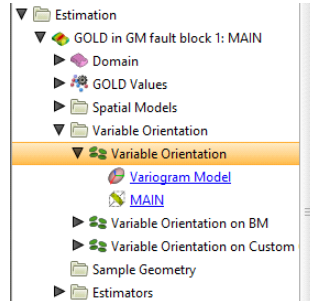 Estimation
GOLD in GM fault block 1: MAIN
Domain
GOLD Values
Spatial Models
Variable Orientation
Variable Orientation
Variogram Model
MAIN
Variable Orientation on BM
Variable Orientation on Custom
Sample Geometry
Estimators